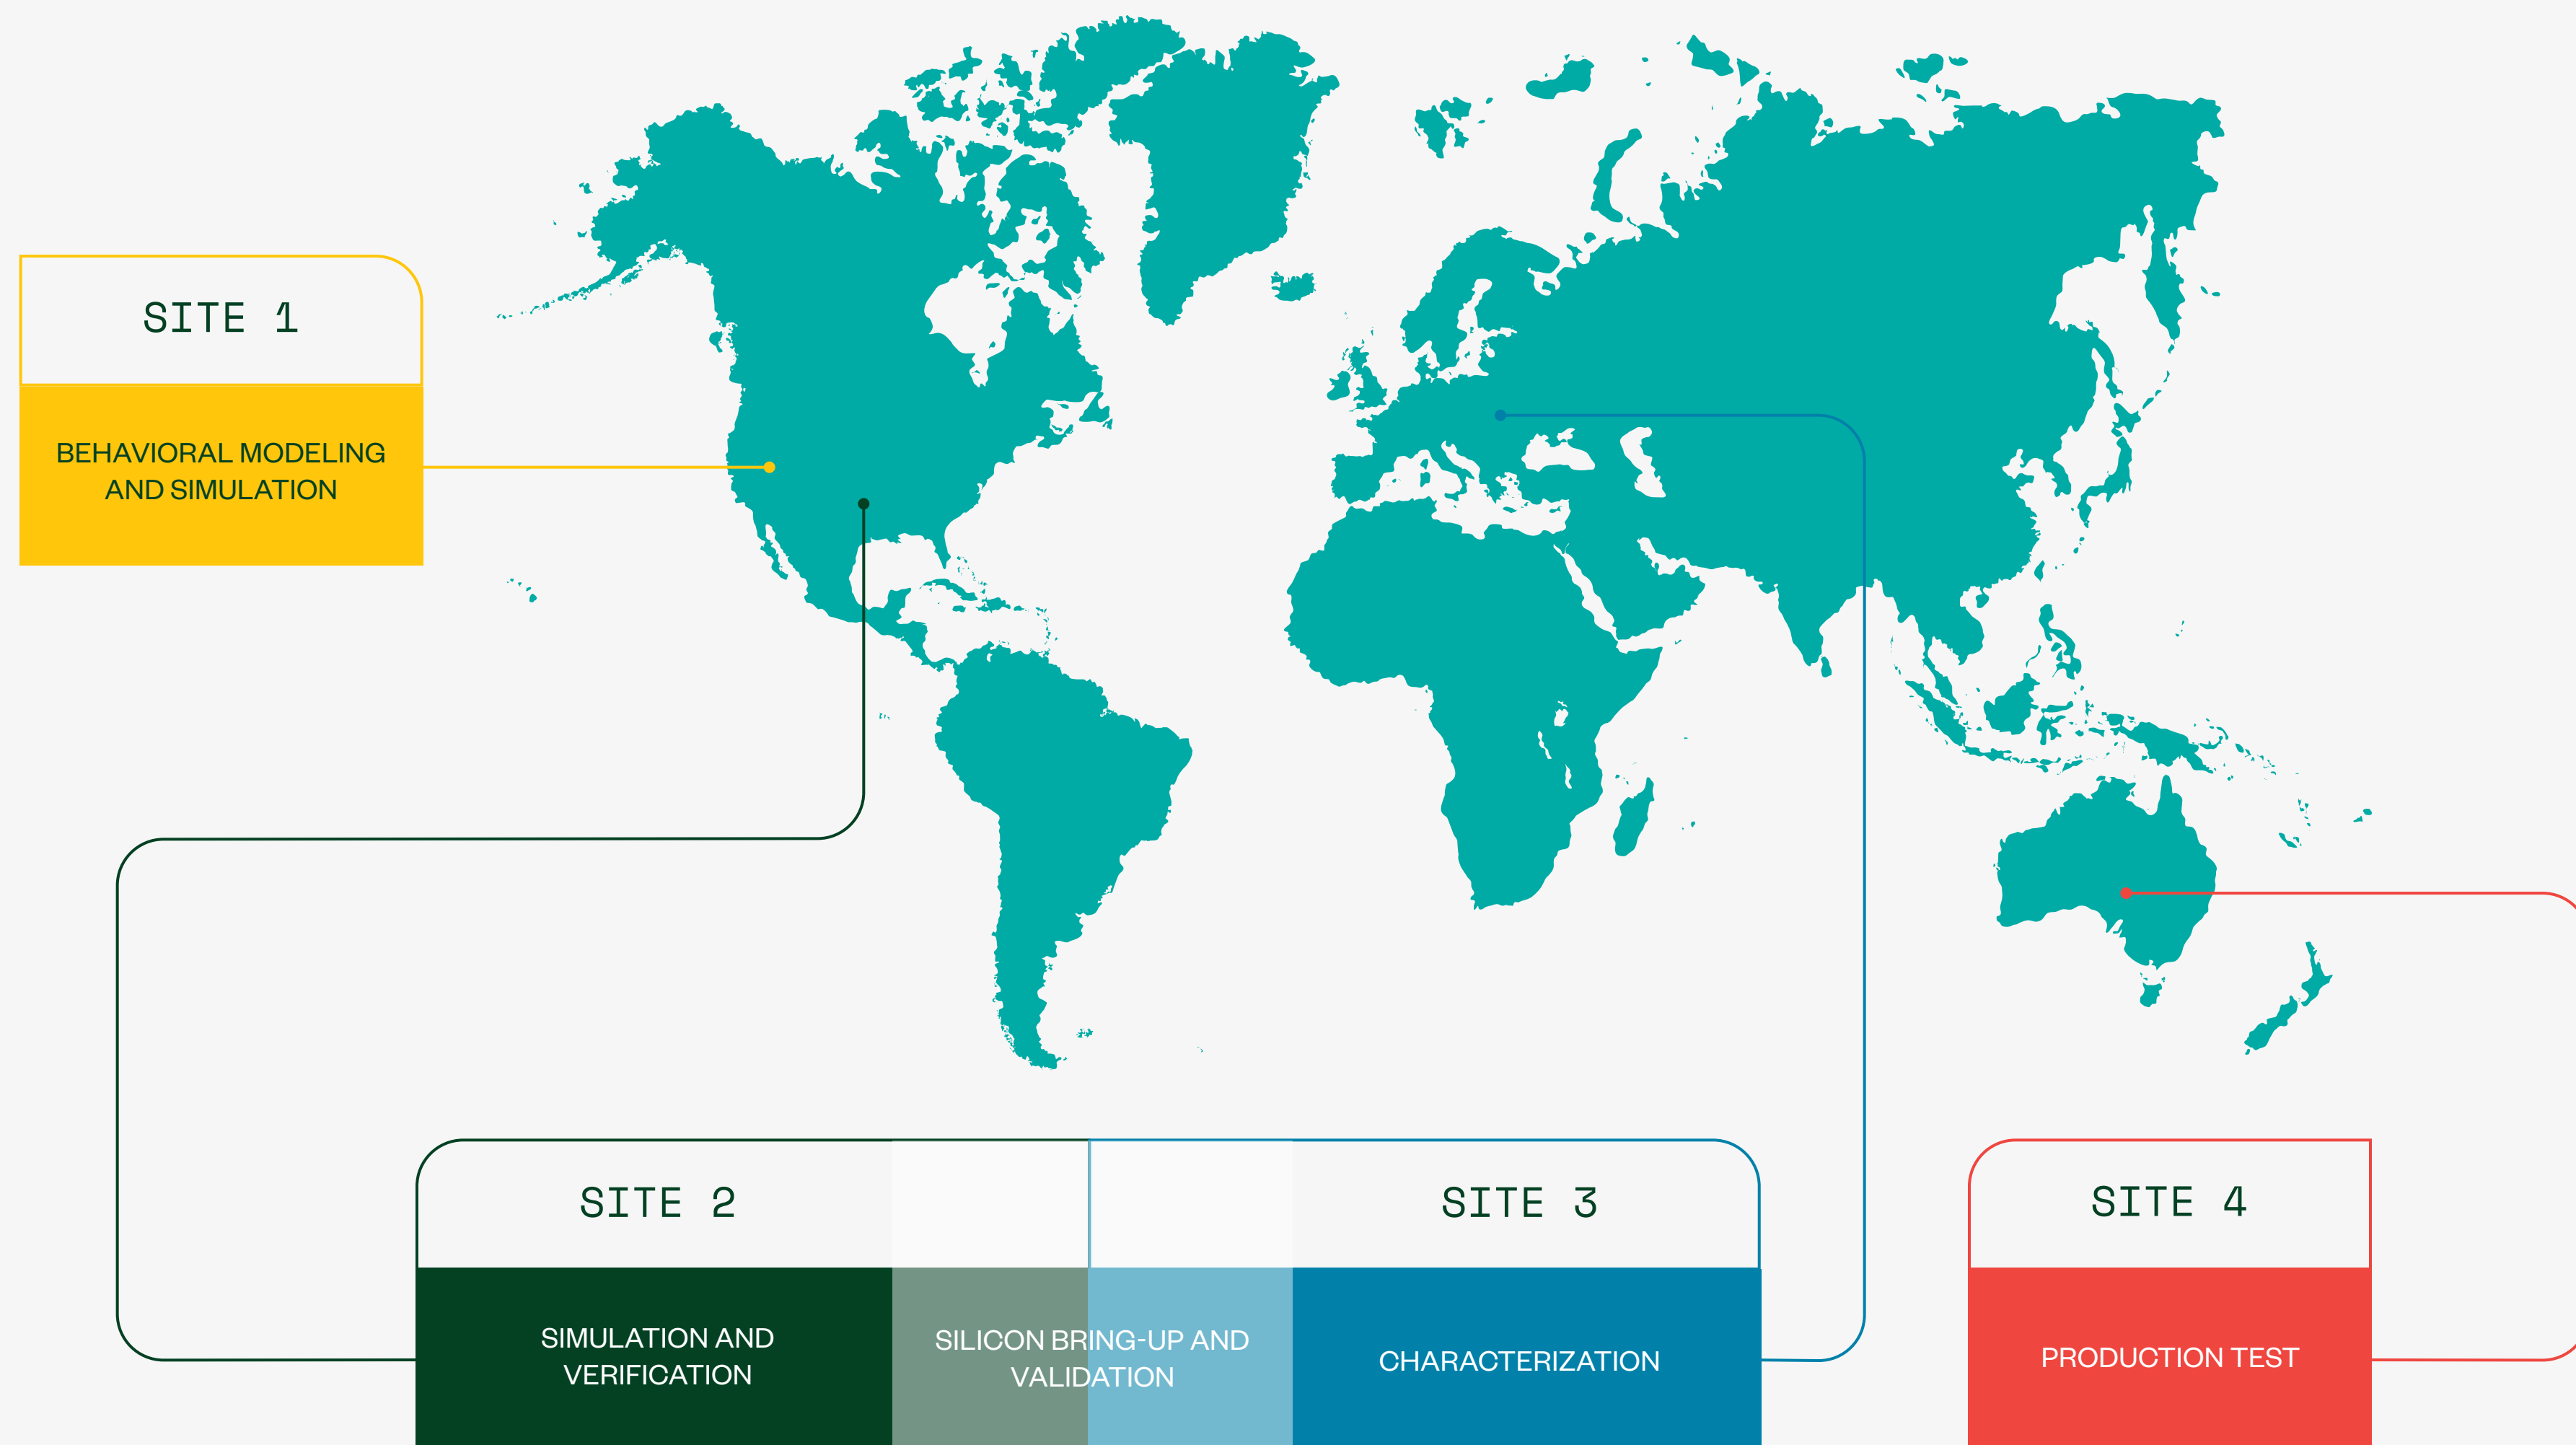 SITE 1
BEHAVIORAL MODELING
AND SIMULATION
SITE 2
SIMULATION AND
VERIFICATION
SILICON BRING-UP AND
VALIDATION
SITE 3
CHARACTERIZATION
SITE 4
PRODUCTION TEST